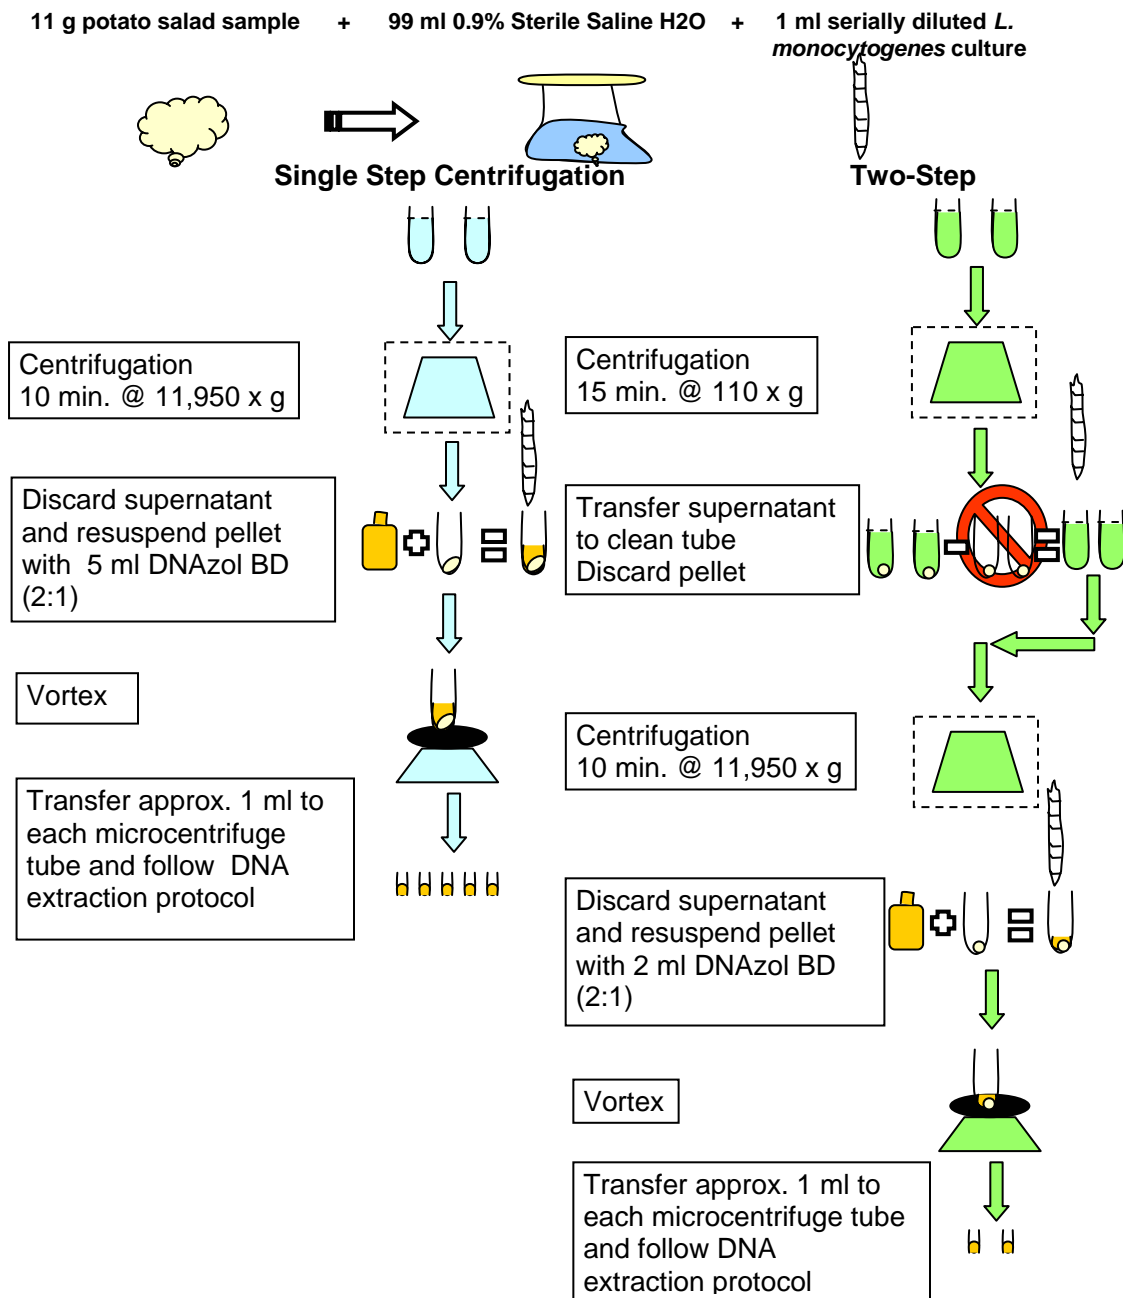 11 g potato salad sample + 99 ml 0.9% Sterile Saline H2O + 1 ml serially diluted L.
monocytogenes culture
Single Step Centrifugation
Two-Step
Centrifugation
10 min. @ 11,950 x g
Discard supernatant
and resuspend pellet
with 5 ml DNAzol BD
(2:1)
Vortex
Transfer approx. 1 ml to
each microcentrifuge
tube and follow DNA
extraction protocol
Centrifugation
15 min. @ 110 x g
Transfer supernatant
to clean tube
Discard pellet
Centrifugation
10 min. @ 11,950 x g
Discard supernatant
and resuspend pellet
with 2 ml DNAzol BD
(2:1)
Vortex
Transfer approx. 1 ml to
each microcentrifuge tube
and follow DNA
extraction protocol